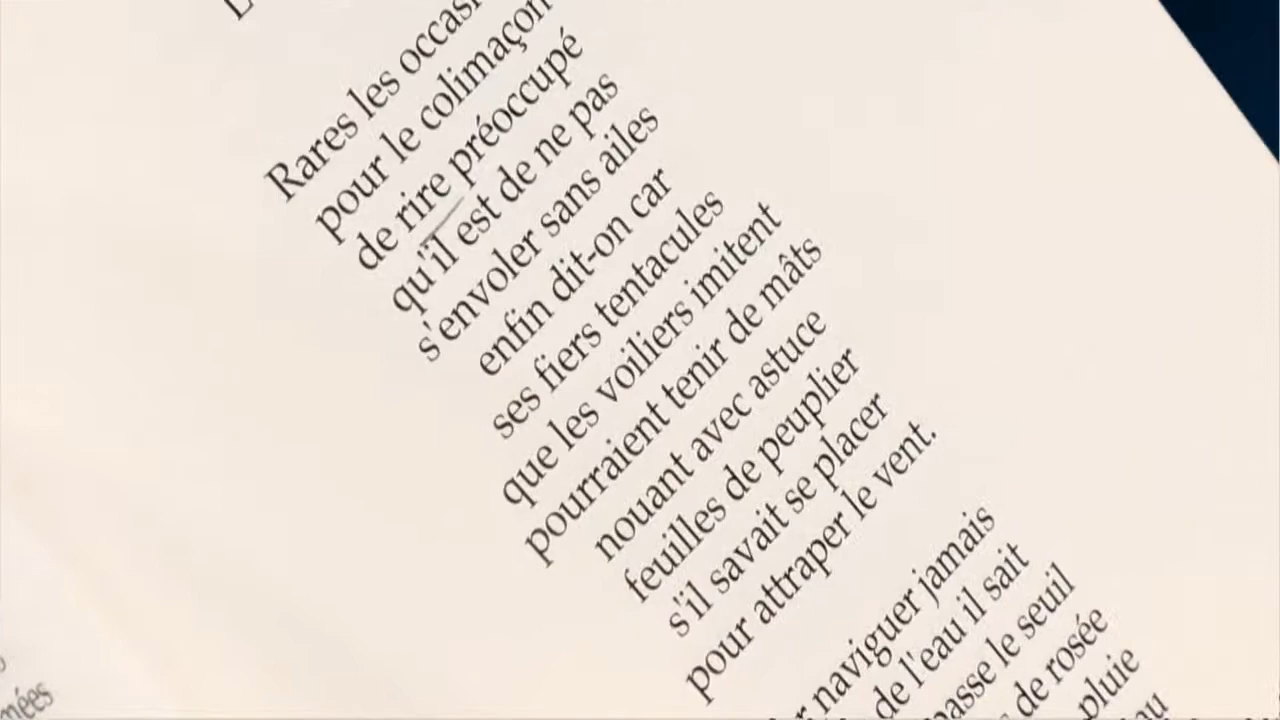 Rares les
pour le colimaçon
de rire préoccupé
qu'il est de ne pas
s'envoler sans ailes
enfin dit-on car
ses fiers tentacules
que les voiliers imitent
pourraient tenir de mâts
nouant avec astuce
feuilles de peuplier
s'il savait se placer
pour attraper le vent.
naviguer jamais
de l'eau il sait
passe le seuil
de rosée
pluie